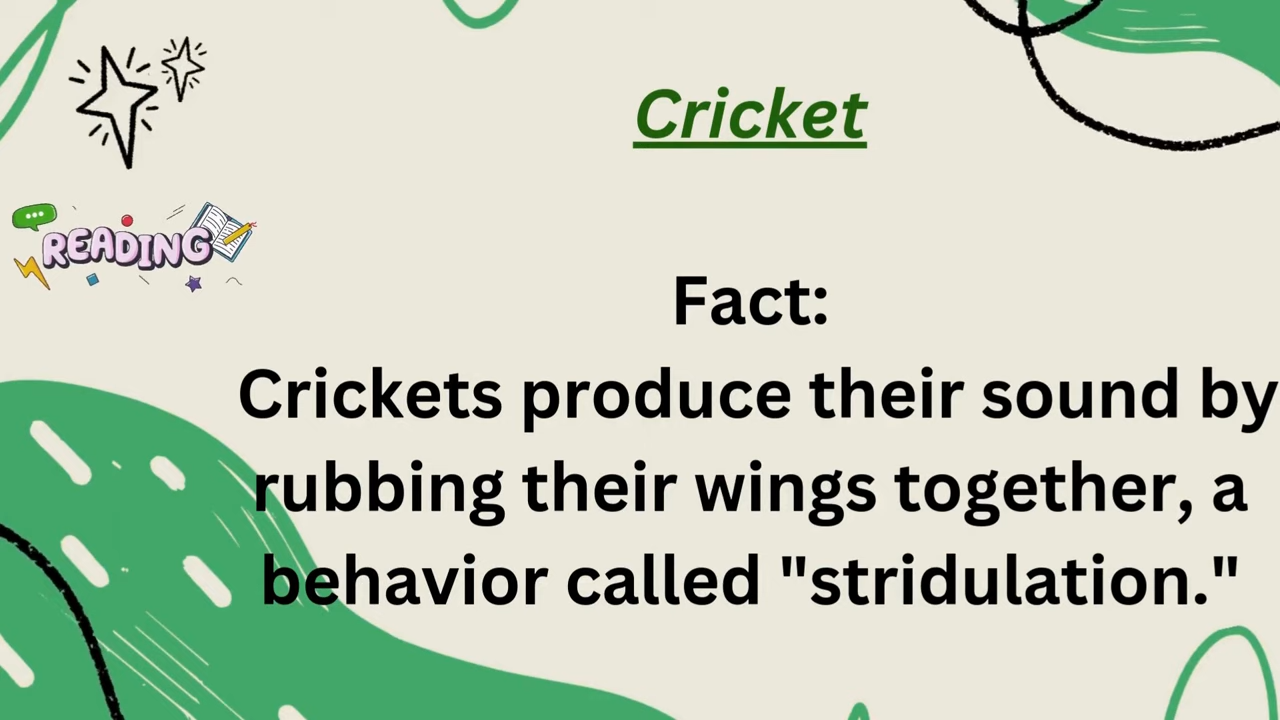 Cricket
READING
Fact:
Crickets produce their sound by
rubbing their wings together, a
behavior called "stridulation."